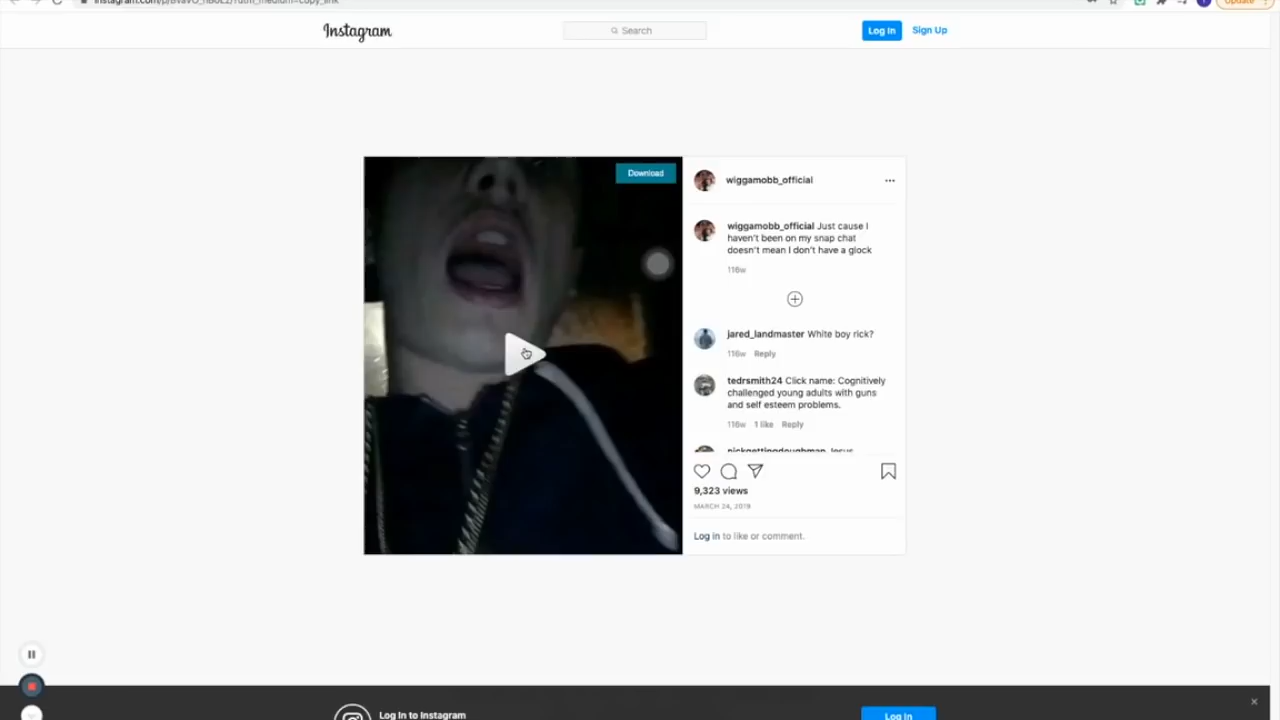 Instagram
Search
Log In
Sign Up
Download
wiggamobb_official
wiggamobb_official Just cause I
haven't been on my snap chat
doesn't mean I don't have a glock
116w
jared_landmaster White boy rick?
116w Reply
tedrsmith24 Click name: Cognitively
challenged young adults with guns
and self esteem problems.
116w 1 like Reply
9,323 views
MARCH 24, 2019
Log in to like or comment.
Log In to Instagram
Log In